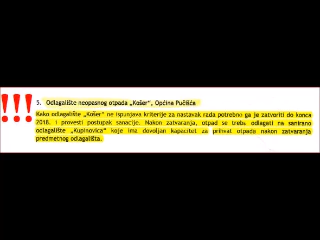 !!!
5. Odlagalište neopasnog otpada „Košer“, Općina Pučišća
Kako odlagalište „Košer“ ne ispunjava kriterije za nastavak rada potrebno ga je zatvoriti do konca
2018. i provesti postupak sanacije. Nakon zatvaranja, otpad se treba odlagati na sanirano
odlagalište „Kupinovica“ koje ima dovoljan kapacitet za prihvat otpada nakon zatvaranja
predmetnog odlagališta.